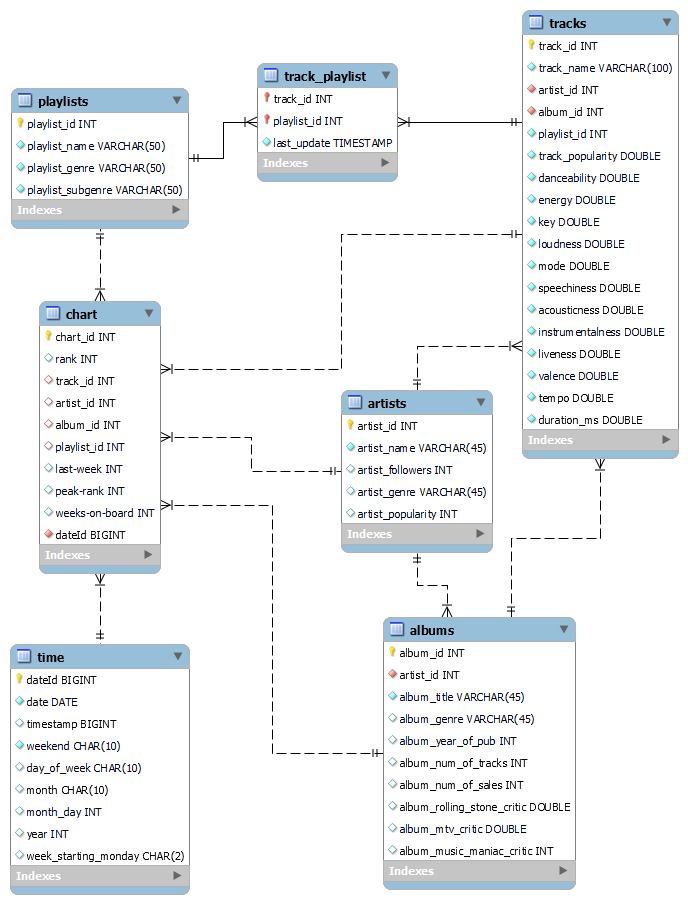 playlists
playlist_id INT
playlist_name VARCHAR(50)
playlist_genre VARCHAR(50)
playlist_subgenre VARCHAR(50)
Indexes
track_playlist
track_id INT
playlist_id INT
last_update TIMESTAMP
Indexes
tracks
track_id INT
track_name VARCHAR(100)
artist_id INT
album_id INT
playlist_id INT
track_popularity DOUBLE
danceability DOUBLE
energy DOUBLE
key DOUBLE
loudness DOUBLE
mode DOUBLE
speechiness DOUBLE
acousticness DOUBLE
instrumentalness DOUBLE
liveness DOUBLE
valence DOUBLE
tempo DOUBLE
duration_ms DOUBLE
Indexes
chart
chart_id INT
rank INT
track_id INT
artist_id INT
album_id INT
playlist_id INT
last-week INT
peak-rank INT
weeks-on-board INT
dateId BIGINT
Indexes
artists
artist_id INT
artist_name VARCHAR(45)
artist_followers INT
artist_genre VARCHAR(45)
artist_popularity INT
Indexes
time
dateId BIGINT
date DATE
timestamp BIGINT
weekend CHAR(10)
day_of_week CHAR(10)
month CHAR(10)
month_day INT
year INT
week_starting_monday CHAR(2)
Indexes
albums
album_id INT
artist_id INT
album_title VARCHAR(45)
album_genre VARCHAR(45)
album_year_of_pub INT
album_num_of_tracks INT
album_num_of_sales INT
album_rolling_stone_critic DOUBLE
album_mtv_critic DOUBLE
album_music_maniac_critic INT
Indexes